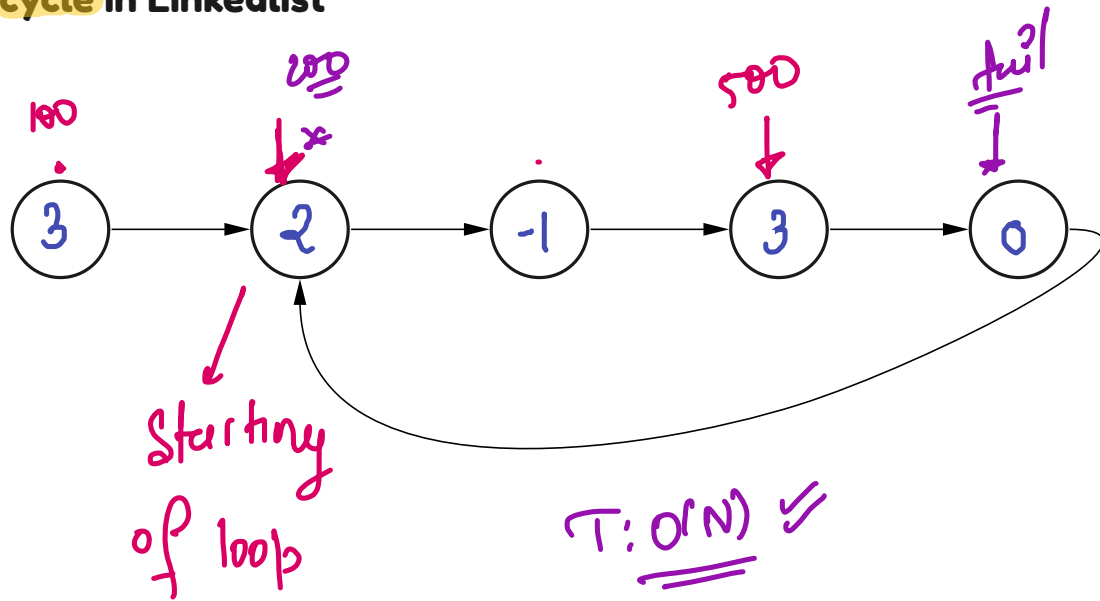 cycle in Linkedlist
100
200
500
tail
3
2
-1
3
0
Starting
of loop
T: O(N)